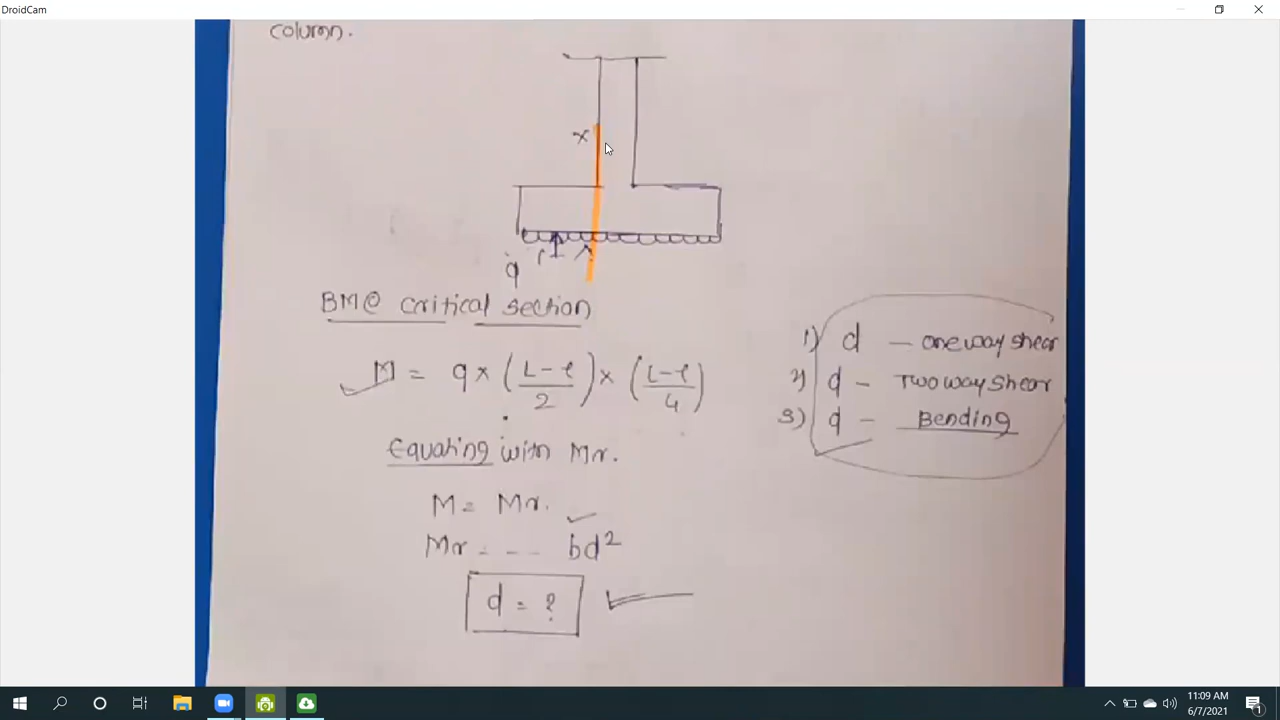 DroidCam
column.
X
q
X
BM@ critical section
M = q × (L-l/2) × (L-l/4)
Equating with Mr.
M = Mr.
Mr = - - - bd²
d = ?
1) d – one way shear
2) d – Two way shear
3) d – Bending
11:09 AM
6/7/2021
1